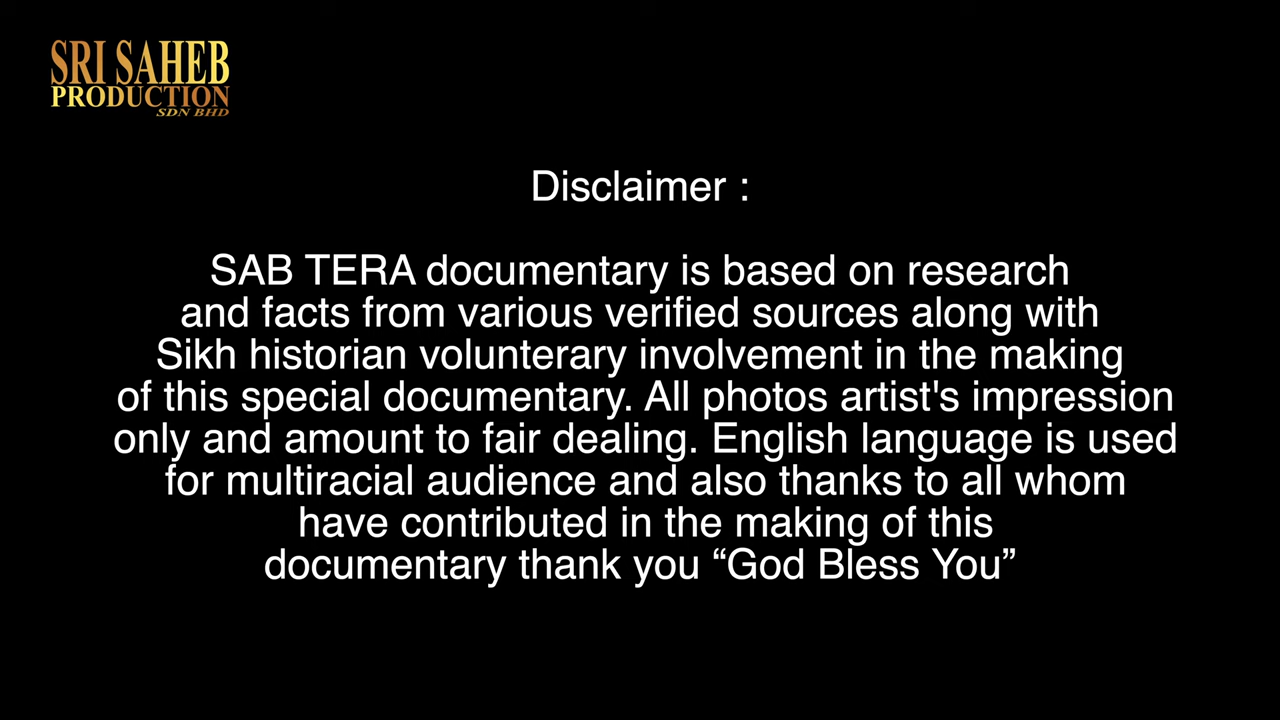 SRI SAHEB
PRODUCTION
SDN BHD
Disclaimer :
SAB TERA documentary is based on research
and facts from various verified sources along with
Sikh historian volunterary involvement in the making
of this special documentary. All photos artist's impression
only and amount to fair dealing. English language is used
for multiracial audience and also thanks to all whom
have contributed in the making of this
documentary thank you “God Bless You”